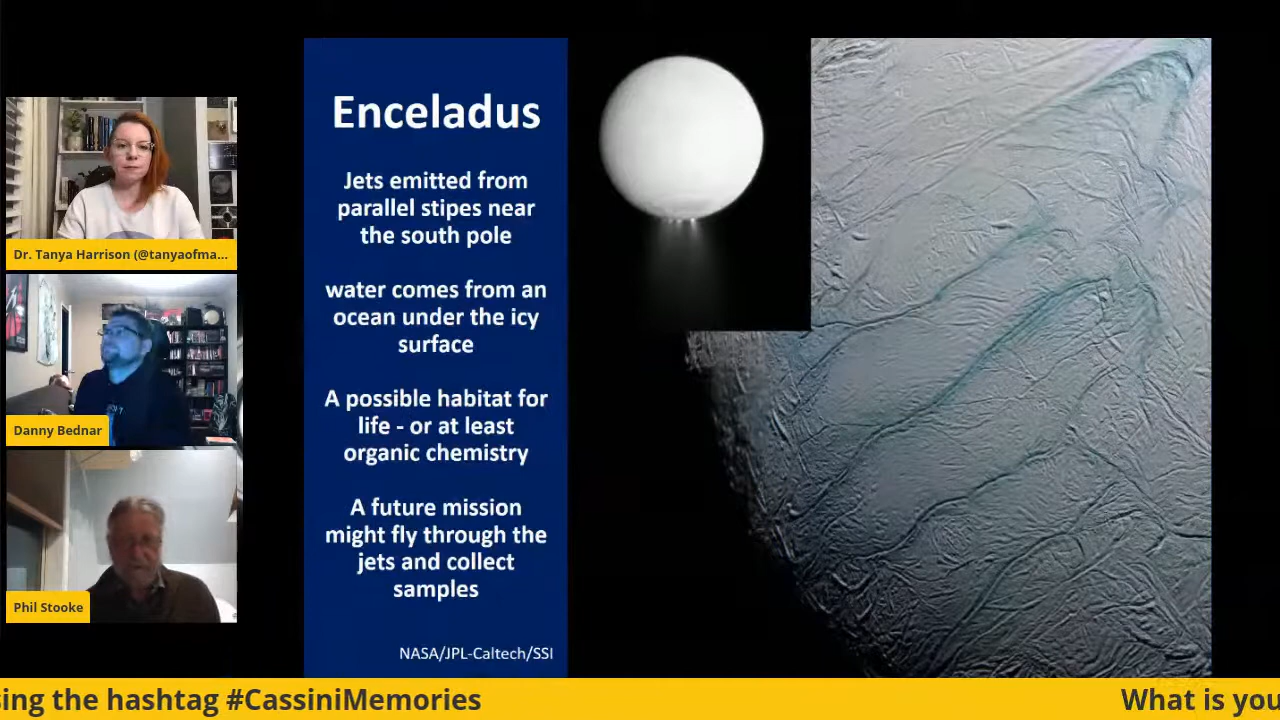 Dr. Tanya Harrison (@tanyaofma...
Danny Bednar
Phil Stooke
Enceladus
Jets emitted from
parallel stipes near
the south pole
water comes from an
ocean under the icy
surface
A possible habitat for
life - or at least
organic chemistry
A future mission
might fly through the
jets and collect
samples
NASA/JPL-Caltech/SSI
sing the hashtag #CassiniMemories
What is you